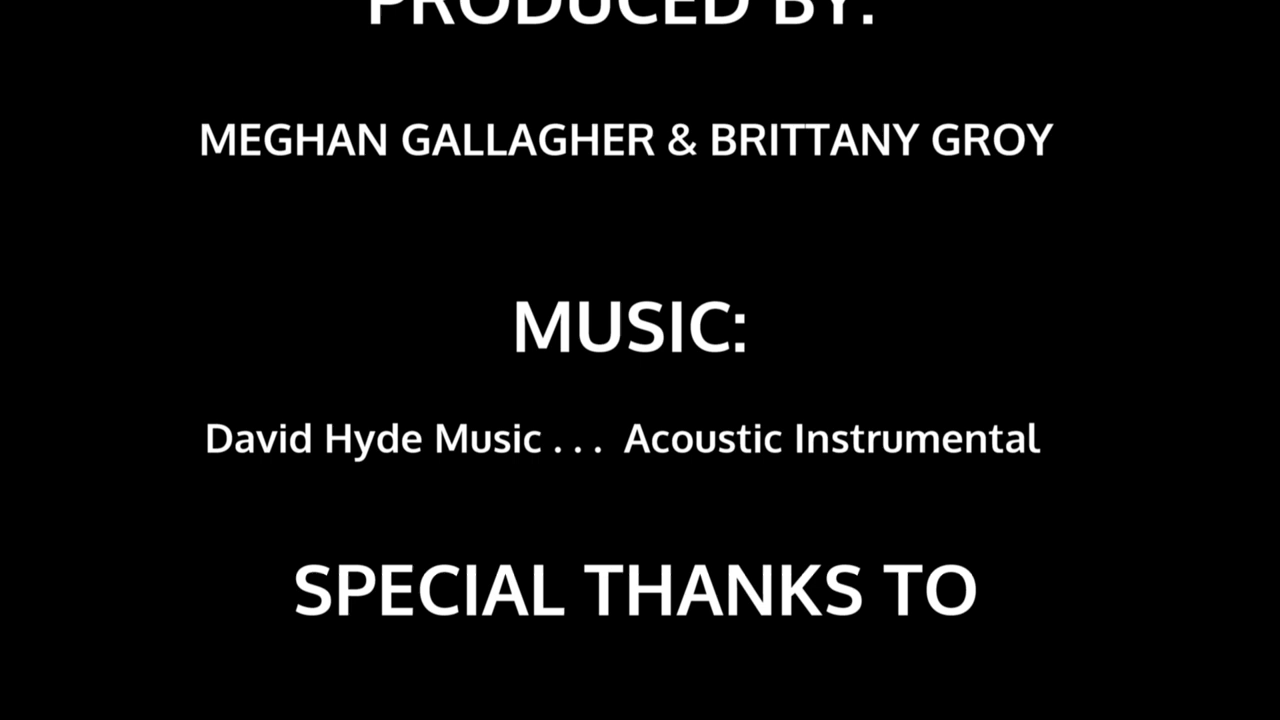 PRODUCED BY:
MEGHAN GALLAGHER & BRITTANY GROY
MUSIC:
David Hyde Music . . .  Acoustic Instrumental
SPECIAL THANKS TO